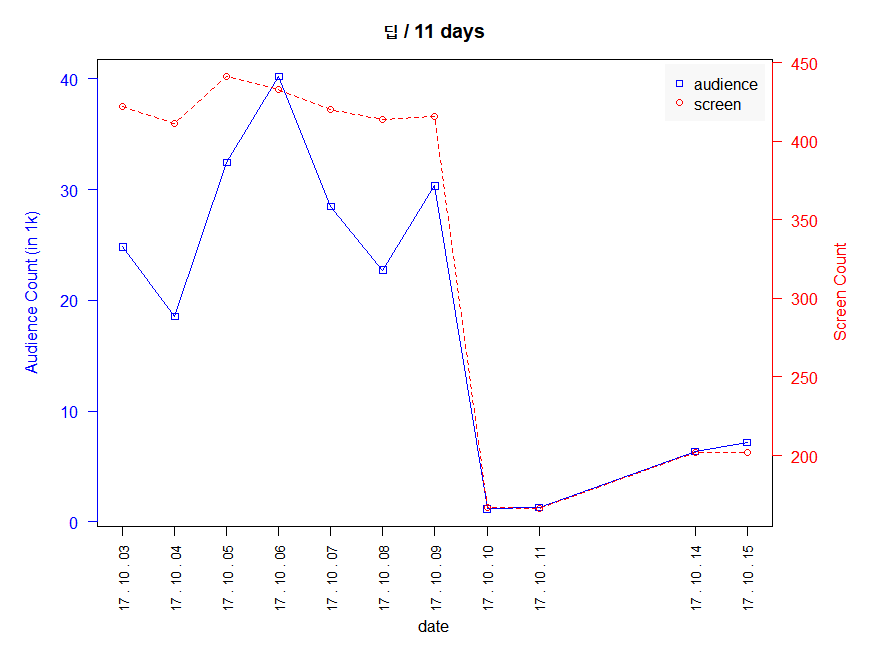 딥 / 11 days
audience
screen
Audience Count (in 1k)
40
30
20
10
0
450
400
350
300
250
200
Screen Count
17 . 10 . 03
17 . 10 . 04
17 . 10 . 05
17 . 10 . 06
17 . 10 . 07
17 . 10 . 08
17 . 10 . 09
17 . 10 . 10
17 . 10 . 11
17 . 10 . 14
17 . 10 . 15
date